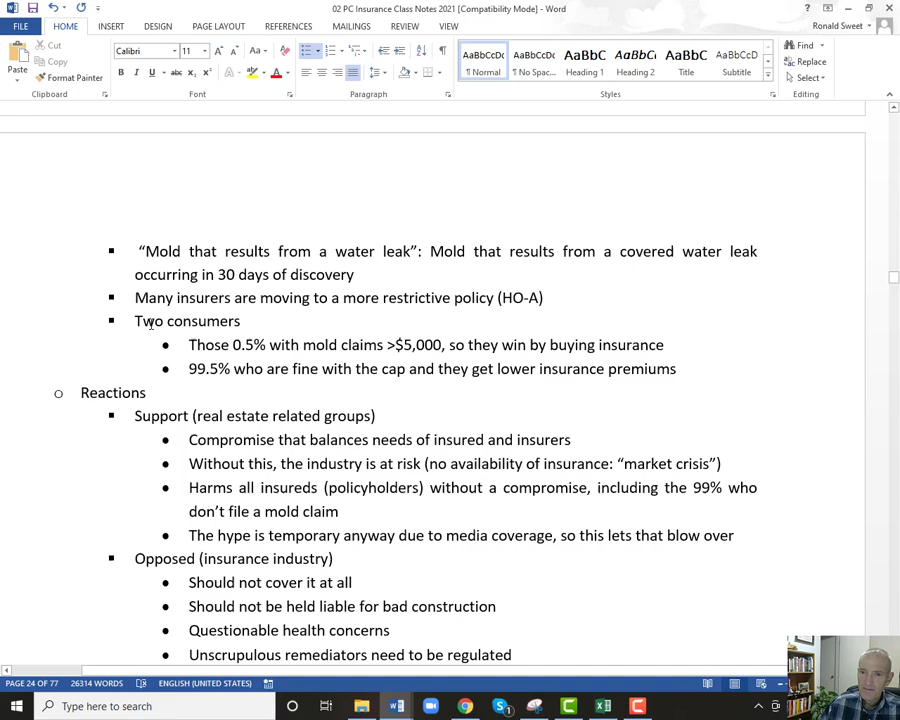 02 PC Insurance Class Notes 2021 [Compatibility Mode] - Word
FILE HOME INSERT DESIGN PAGE LAYOUT REFERENCES MAILINGS REVIEW VIEW Ronald Sweet
Paste
Cut
Copy
Format Painter
Clipboard
Calibri 11
Font
Paragraph
AaBbCcDc AaBbCcDc AaBbC AaBbCc AaBbC AaBbCcD
¶ Normal ¶ No Spac... Heading 1 Heading 2 Title Subtitle
Styles
Find
Replace
Select
Editing
▪ “Mold that results from a water leak”: Mold that results from a covered water leak
occurring in 30 days of discovery
▪ Many insurers are moving to a more restrictive policy (HO-A)
▪ Two consumers
• Those 0.5% with mold claims >$5,000, so they win by buying insurance
• 99.5% who are fine with the cap and they get lower insurance premiums
o Reactions
▪ Support (real estate related groups)
• Compromise that balances needs of insured and insurers
• Without this, the industry is at risk (no availability of insurance: “market crisis”)
• Harms all insureds (policyholders) without a compromise, including the 99% who
don’t file a mold claim
• The hype is temporary anyway due to media coverage, so this lets that blow over
▪ Opposed (insurance industry)
• Should not cover it at all
• Should not be held liable for bad construction
• Questionable health concerns
• Unscrupulous remediators need to be regulated
PAGE 24 OF 77 26314 WORDS ENGLISH (UNITED STATES)
Type here to search